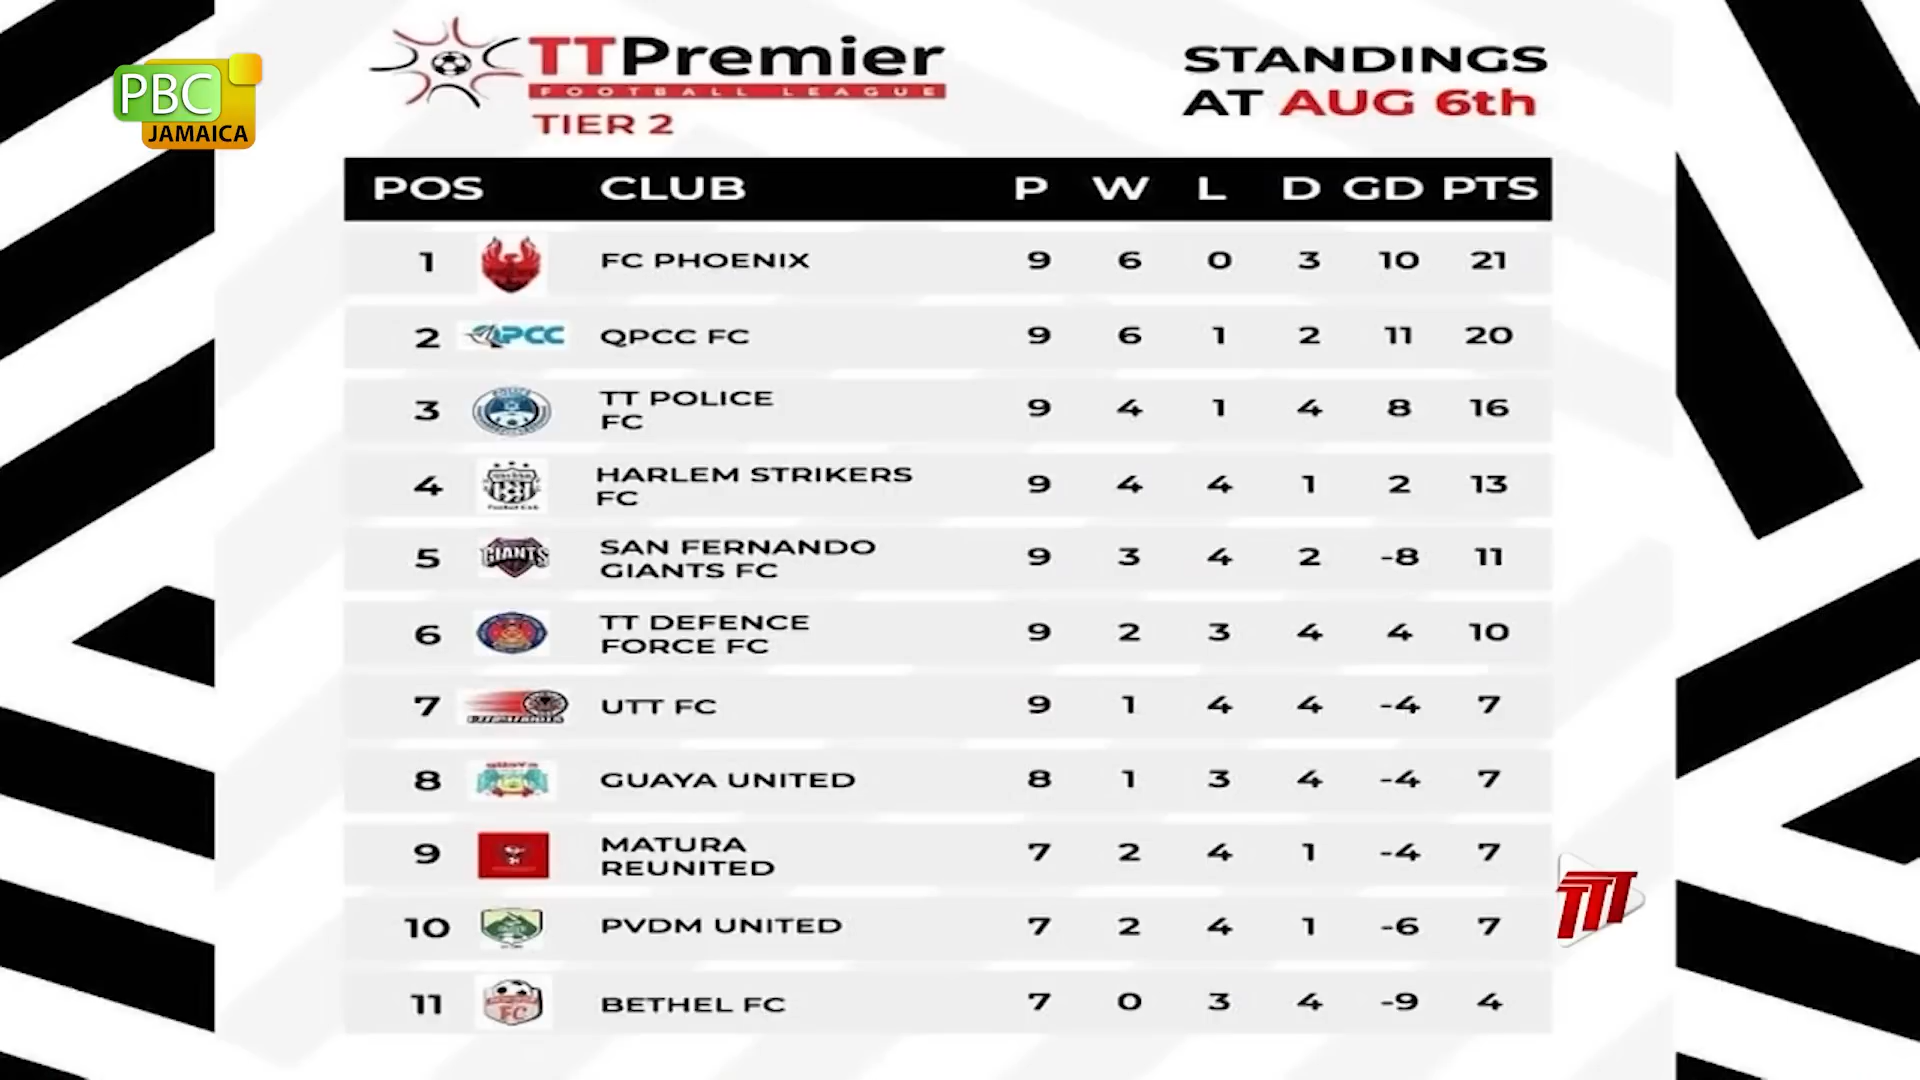 PBC
JAMAICA
TTPremier
FOOTBALL LEAGUE
TIER 2
STANDINGS
AT AUG 6th
POS CLUB P W L D GD PTS
1 FC PHOENIX 9 6 0 3 10 21
2 QPCC QPCC FC 9 6 1 2 11 20
3 TT POLICE
FC 9 4 1 4 8 16
4 HARLEM STRIKERS
FC 9 4 4 1 2 13
5 GIANTS SAN FERNANDO
GIANTS FC 9 3 4 2 -8 11
6 TT DEFENCE
FORCE FC 9 2 3 4 4 10
7 UTT FC 9 1 4 4 -4 7
8 GUAYA UNITED 8 1 3 4 -4 7
9 MATURA
REUNITED 7 2 4 1 -4 7
10 PVDM UNITED 7 2 4 1 -6 7
11 FC BETHEL FC 7 0 3 4 -9 4
TTT